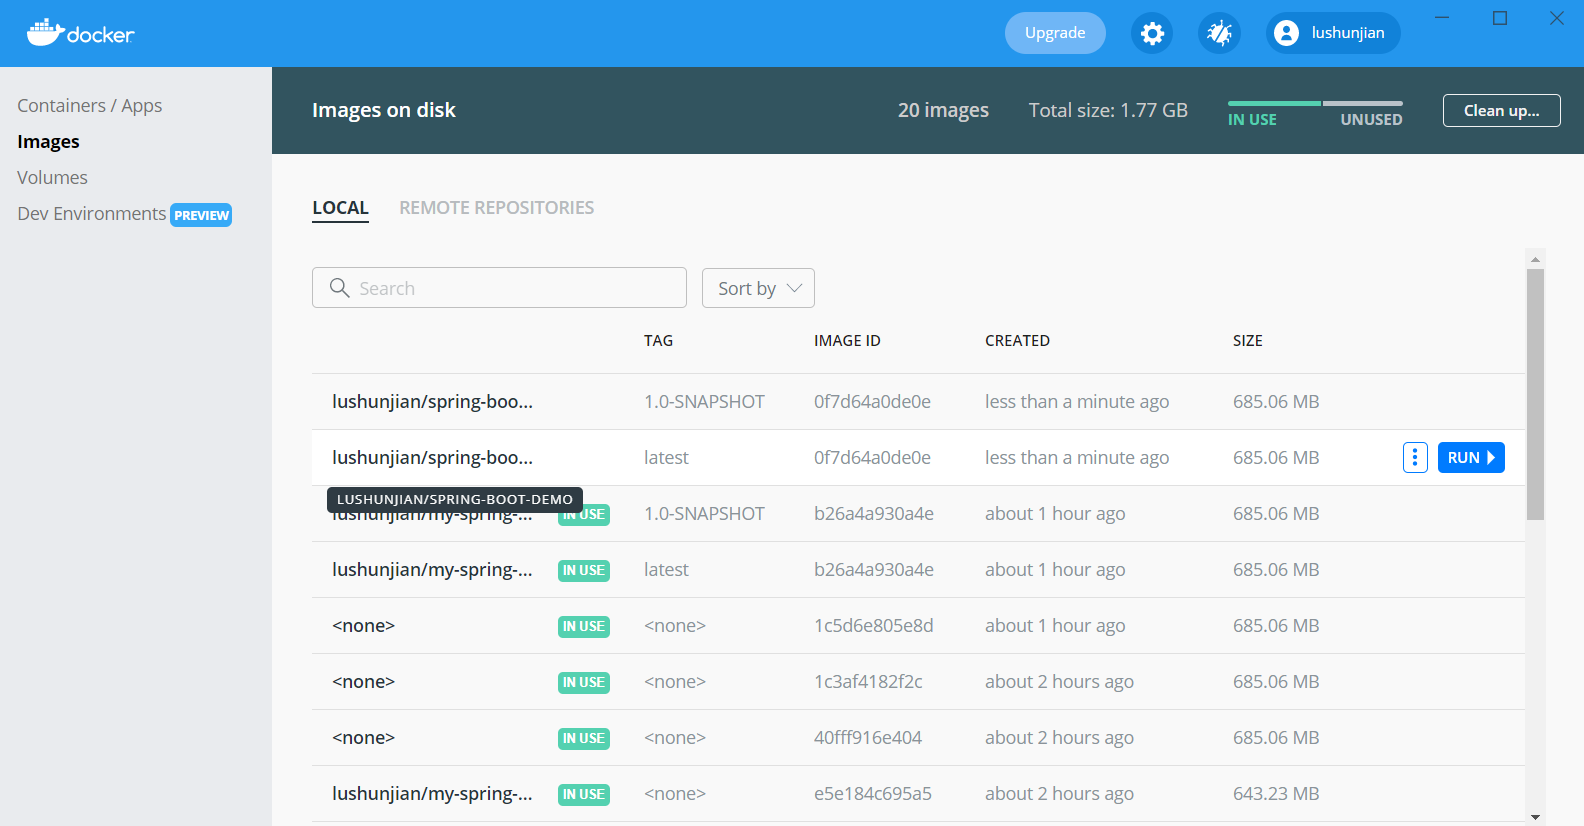 docker
Upgrade
lushunjian
Containers / Apps
Images
Volumes
Dev Environments PREVIEW
Images on disk
20 images
Total size: 1.77 GB
IN USE
UNUSED
Clean up...
LOCAL
REMOTE REPOSITORIES
Search
Sort by
TAG IMAGE ID CREATED SIZE
lushunjian/spring-boo... 1.0-SNAPSHOT 0f7d64a0de0e less than a minute ago 685.06 MB
lushunjian/spring-boo... latest 0f7d64a0de0e less than a minute ago 685.06 MB RUN
LUSHUNJIAN/SPRING-BOOT-DEMO
lushunjian/my-spring-... IN USE 1.0-SNAPSHOT b26a4a930a4e about 1 hour ago 685.06 MB
lushunjian/my-spring-... IN USE latest b26a4a930a4e about 1 hour ago 685.06 MB
<none> IN USE <none> 1c5d6e805e8d about 1 hour ago 685.06 MB
<none> IN USE <none> 1c3af4182f2c about 2 hours ago 685.06 MB
<none> IN USE <none> 40fff916e404 about 2 hours ago 685.06 MB
lushunjian/my-spring-... IN USE <none> e5e184c695a5 about 2 hours ago 643.23 MB